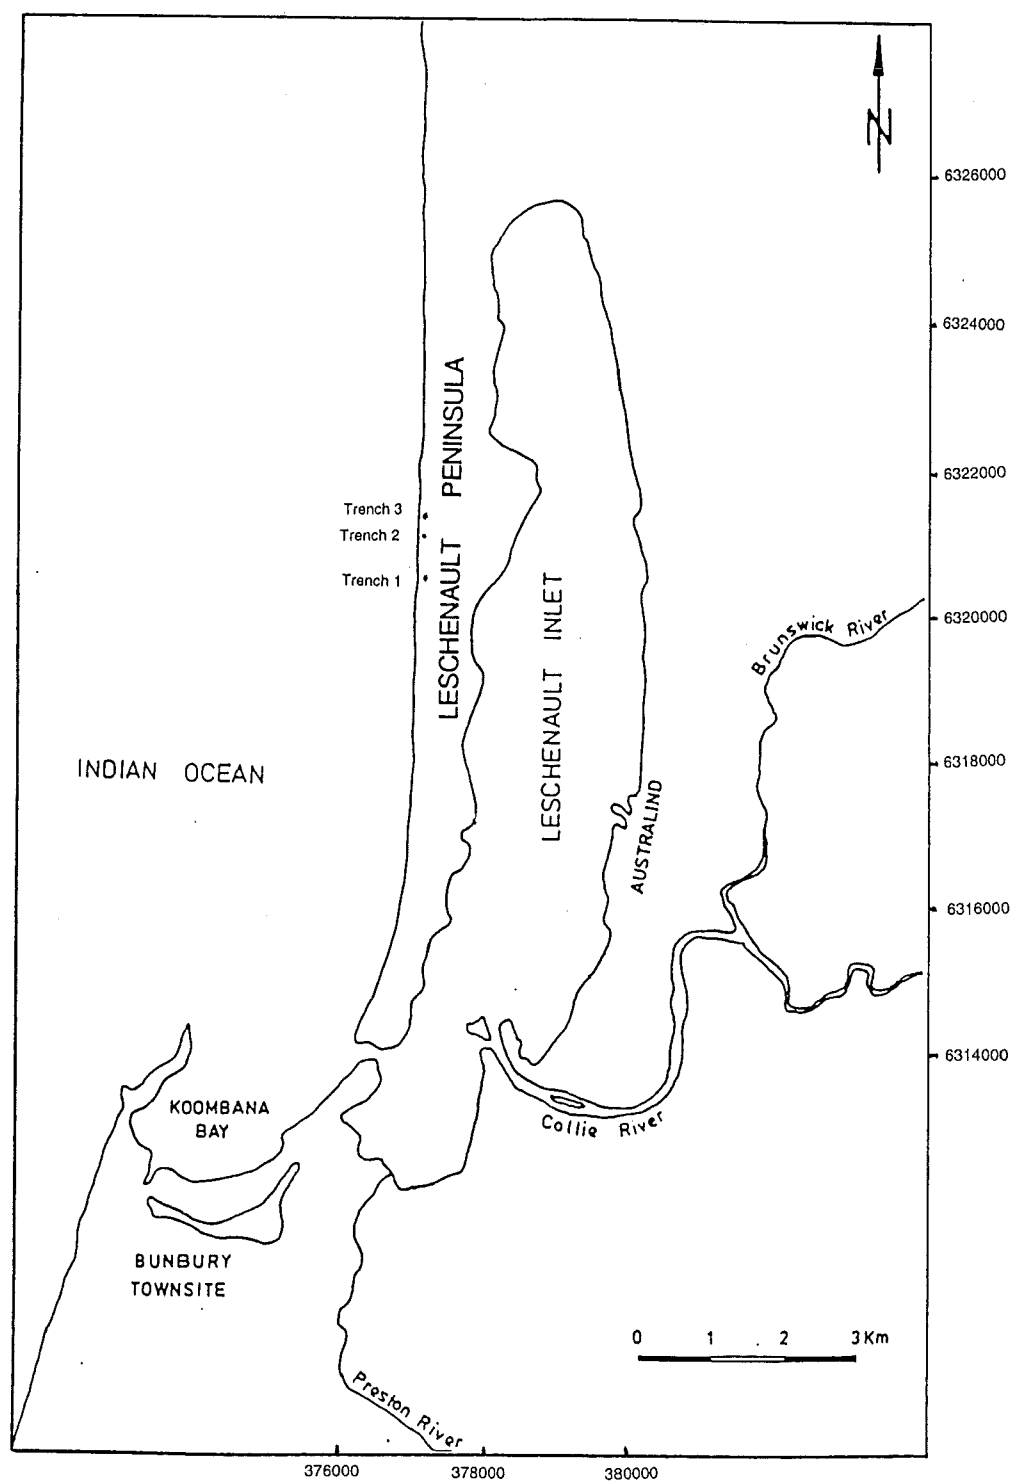 N
6326000
6324000
LESCHENAULT PENINSULA
6322000
Trench 3
Trench 2
Trench 1
LESCHENAULT INLET
6320000
Brunswick River
INDIAN OCEAN
6318000
AUSTRALIND
6316000
6314000
KOOMBANA
BAY
Collie River
BUNBURY
TOWNSITE
0 1 2 3 Km
Preston River
376000 378000 380000